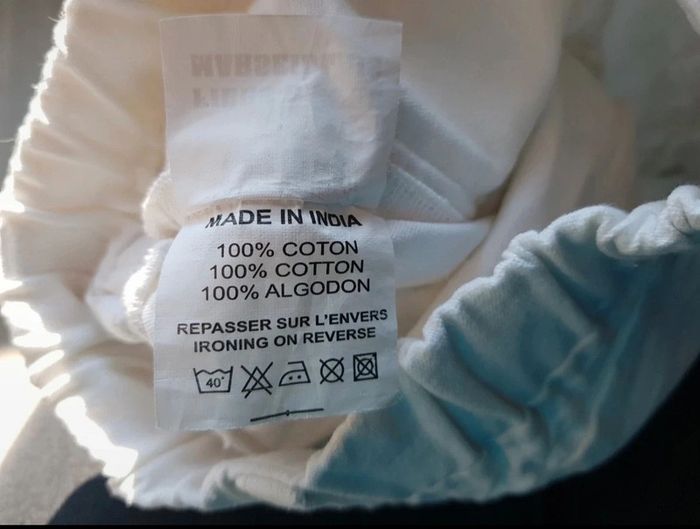 MADE IN INDIA
100% COTON
100% COTTON
100% ALGODON
REPASSER SUR L'ENVERS
IRONING ON REVERSE
40°